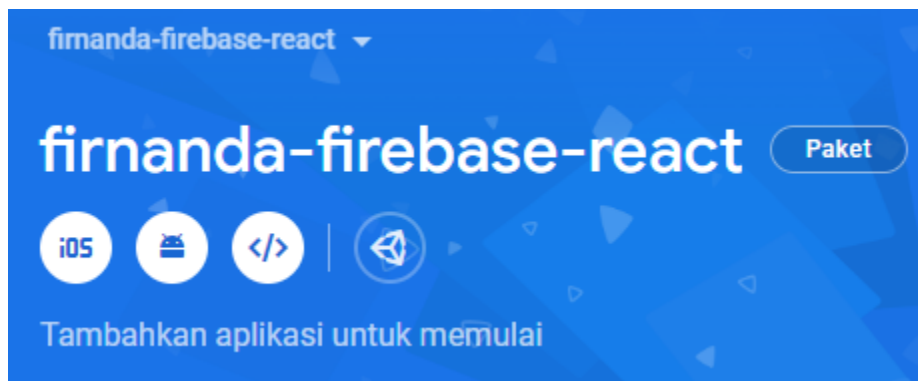 firnanda-firebase-react
firnanda-firebase-react Paket
iOS </>
Tambahkan aplikasi untuk memulai